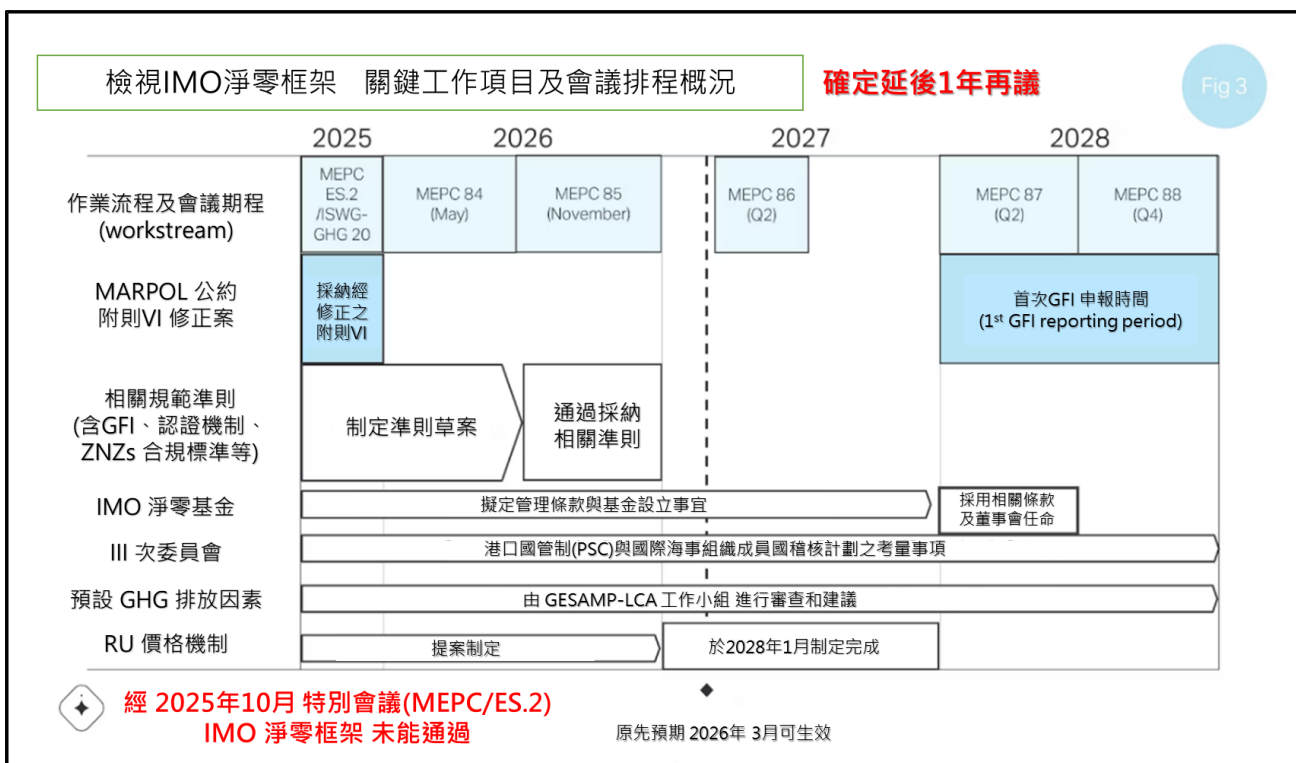 檢視IMO淨零框架 關鍵工作項目及會議排程概況
確定延後1年再議
Fig 3
2025
2026
2027
2028
作業流程及會議期程
(workstream)
MEPC
ES.2
/ISWG-
GHG 20
MEPC 84
(May)
MEPC 85
(November)
MEPC 86
(Q2)
MEPC 87
(Q2)
MEPC 88
(Q4)
MARPOL 公約
附則VI 修正案
採納經
修正之
附則VI
首次GFI 申報時間
(1st GFI reporting period)
相關規範準則
(含GFI、認證機制、
ZNZs 合規標準等)
制定準則草案
通過採納
相關準則
IMO 淨零基金
擬定管理條款與基金設立事宜
採用相關條款
及董事會任命
III 次委員會
港口國管制(PSC)與國際海事組織成員國稽核計劃之考量事項
預設 GHG 排放因素
由 GESAMP-LCA 工作小組 進行審查和建議
RU 價格機制
提案制定
於2028年1月制定完成
經 2025年10月 特別會議(MEPC/ES.2)
IMO 淨零框架 未能通過
原先預期 2026年 3月可生效